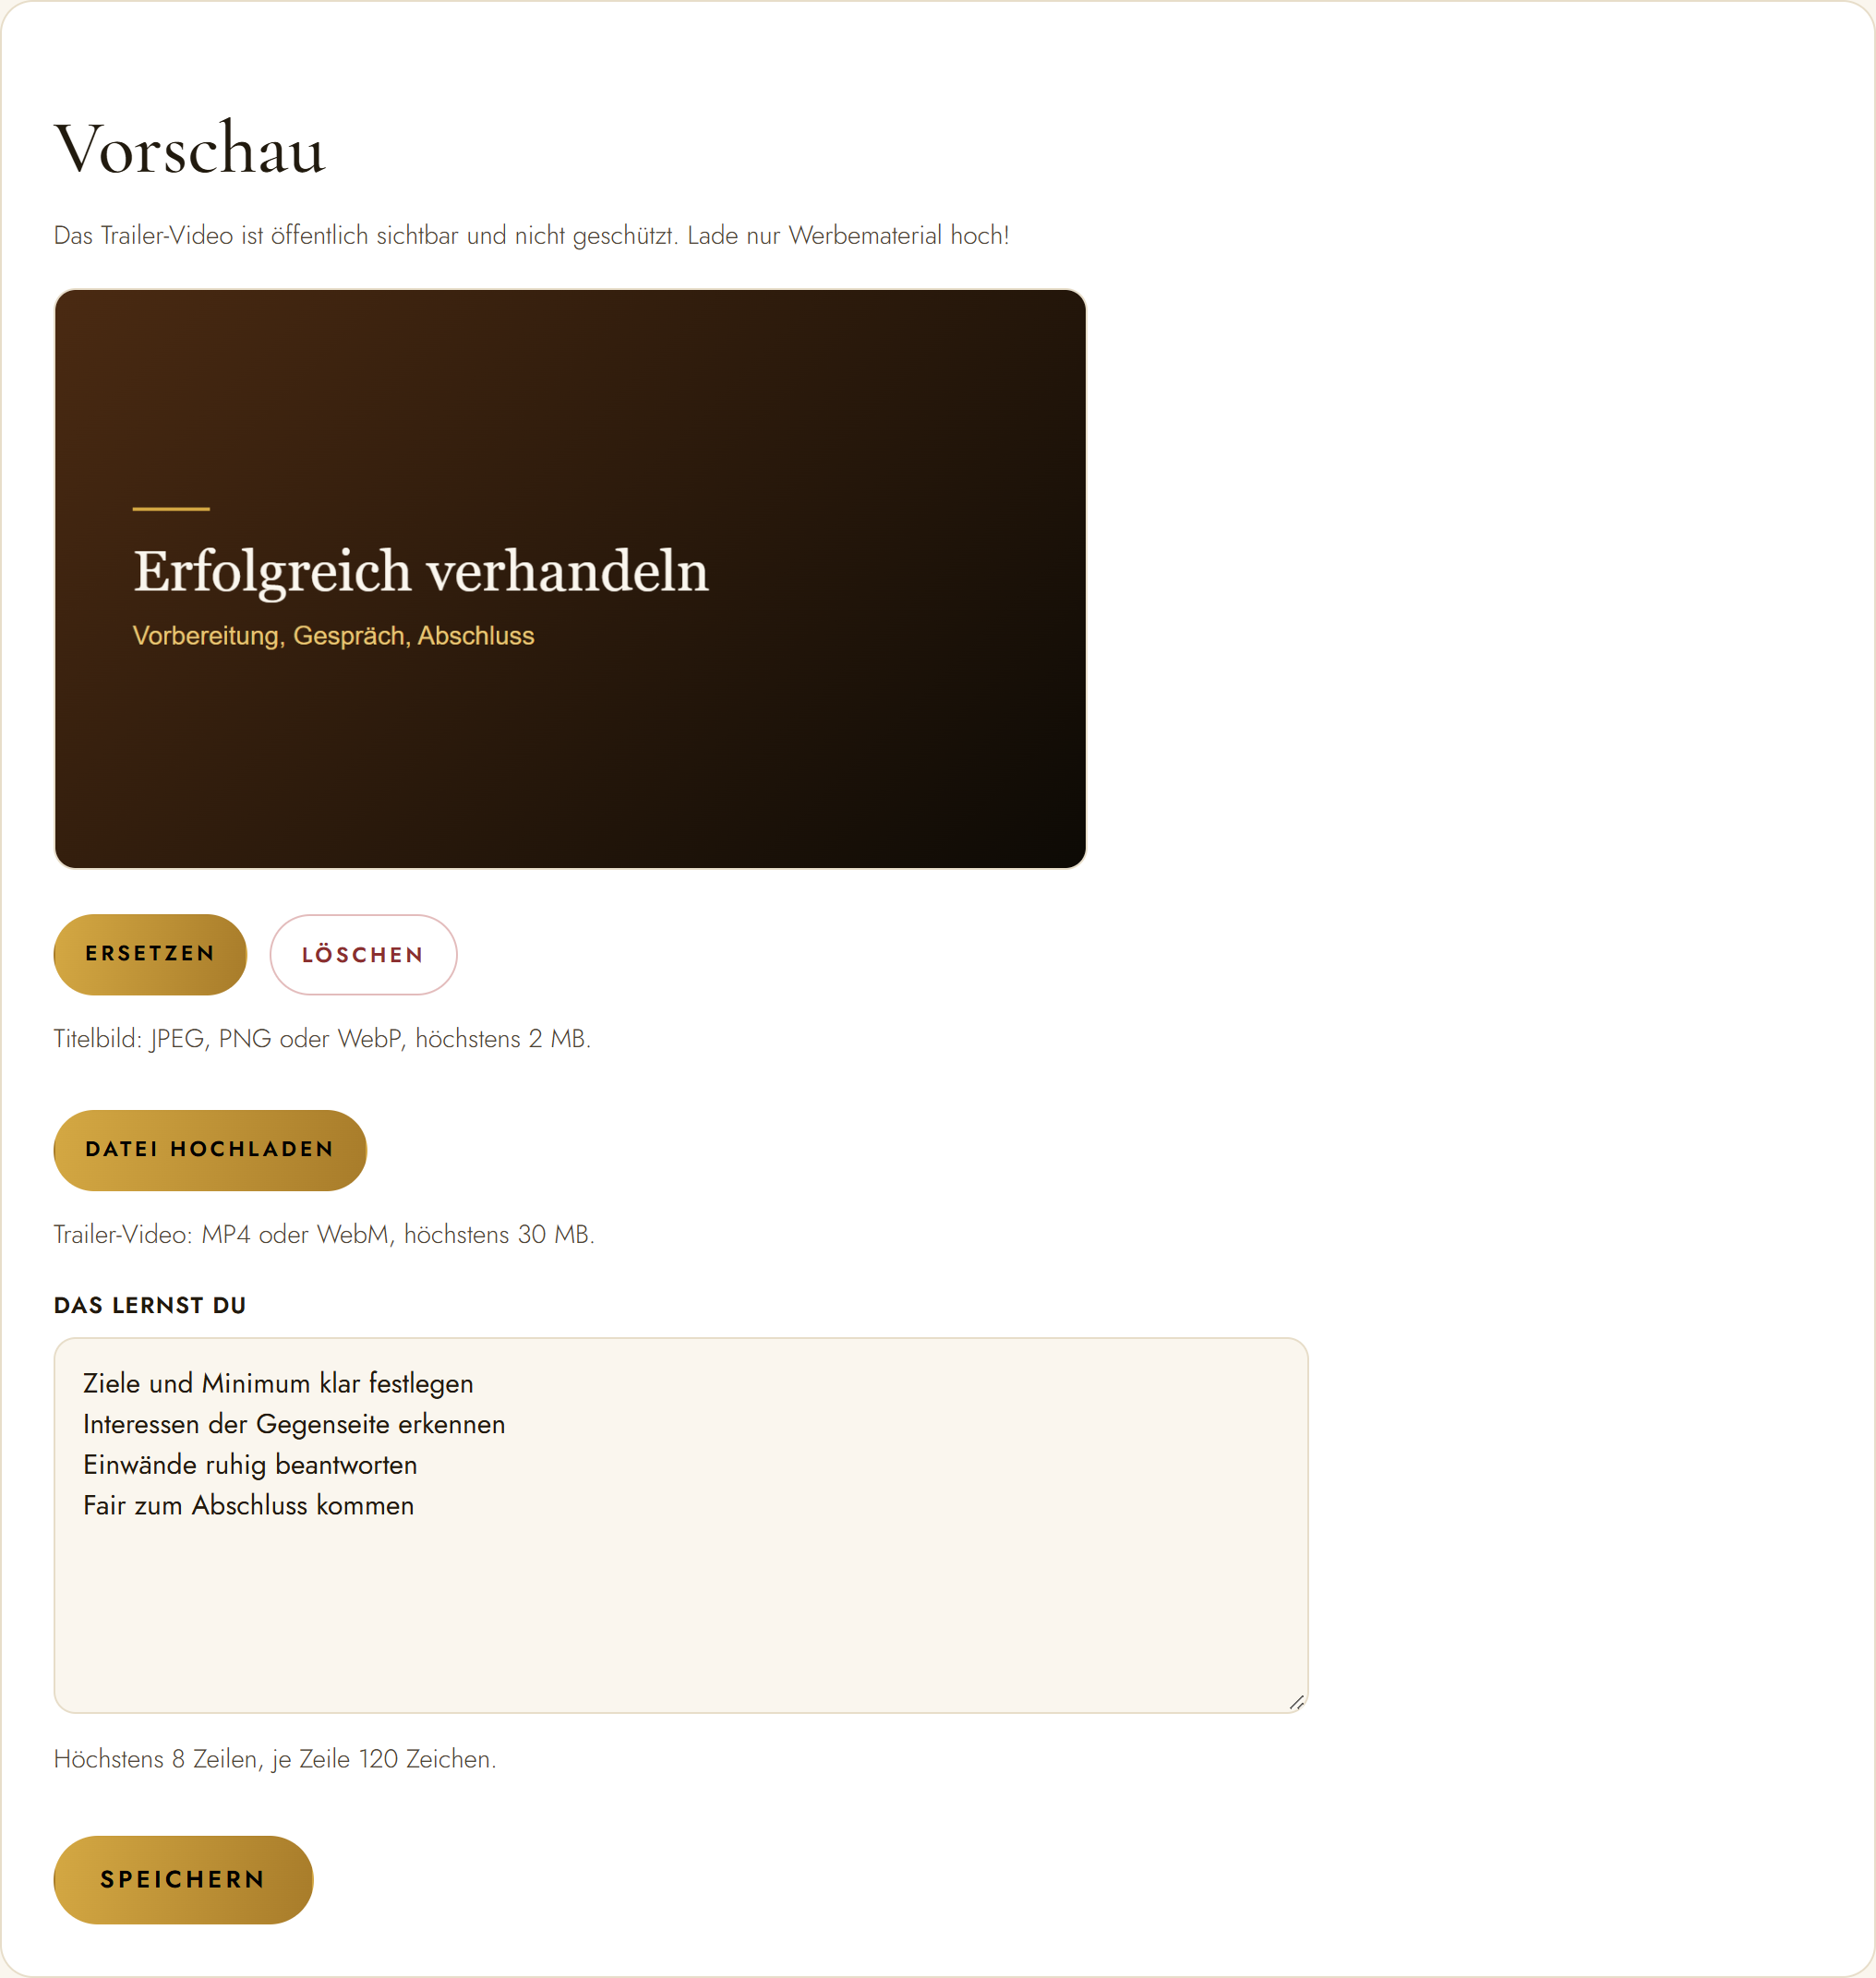 Vorschau
Das Trailer-Video ist öffentlich sichtbar und nicht geschützt. Lade nur Werbematerial hoch!
Erfolgreich verhandeln
Vorbereitung, Gespräch, Abschluss
ERSETZEN
LÖSCHEN
Titelbild: JPEG, PNG oder WebP, höchstens 2 MB.
DATEI HOCHLADEN
Trailer-Video: MP4 oder WebM, höchstens 30 MB.
DAS LERNST DU
Ziele und Minimum klar festlegen
Interessen der Gegenseite erkennen
Einwände ruhig beantworten
Fair zum Abschluss kommen
Höchstens 8 Zeilen, je Zeile 120 Zeichen.
SPEICHERN